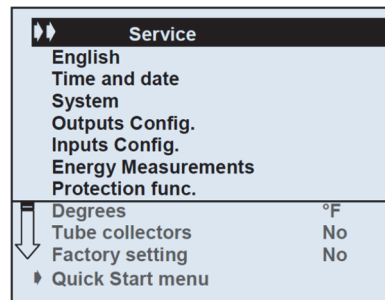 Service
English
Time and date
System
Outputs Config.
Inputs Config.
Energy Measurements
Protection func.
Degrees °F
Tube collectors No
Factory setting No
Quick Start menu